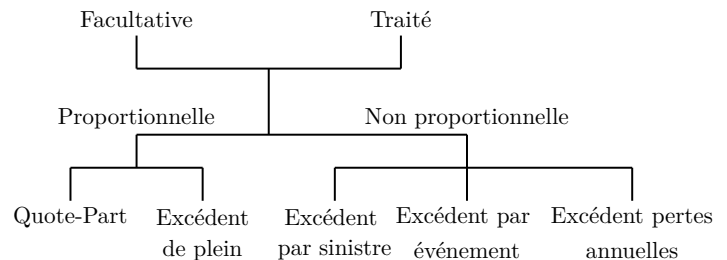 Facultative Traité
Proportionnelle Non proportionnelle
Quote-Part Excédent Excédent Excédent par Excédent pertes
de plein par sinistre événement annuelles